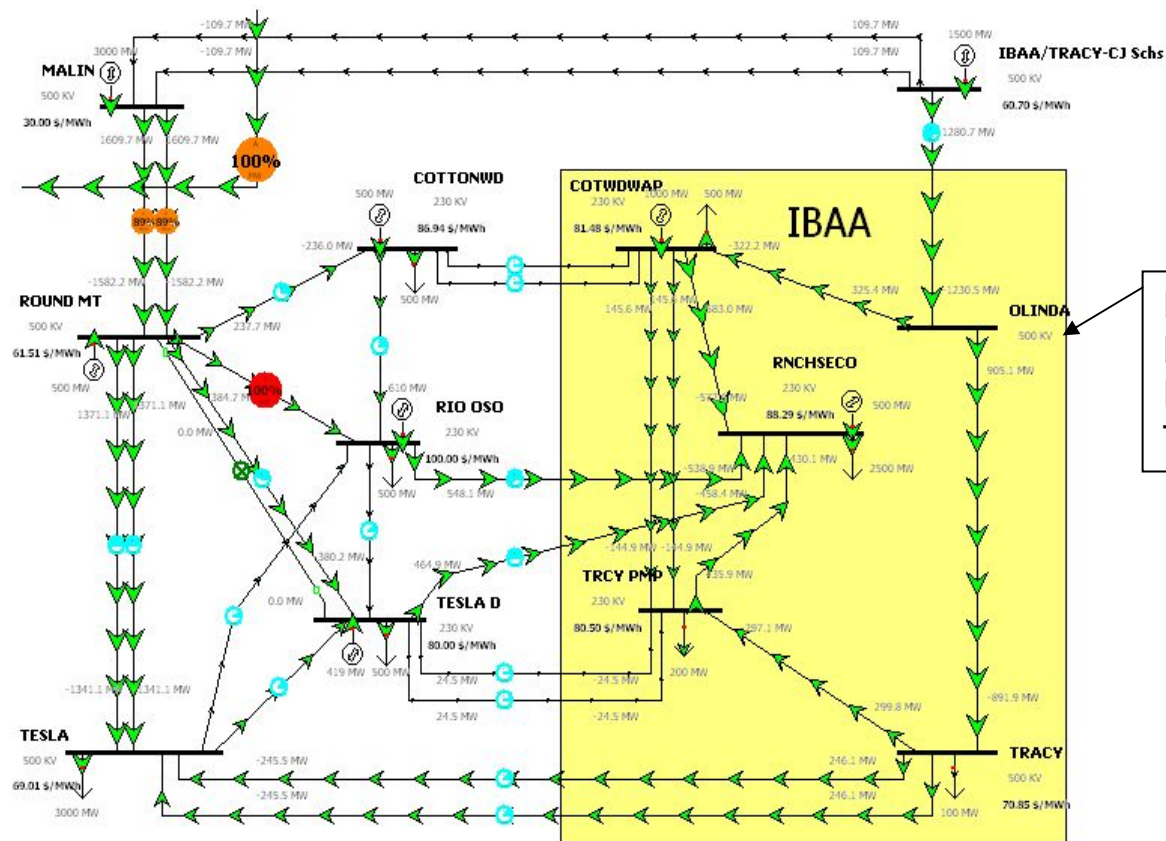 -109.7 MW
109.7 MW
3000 MW
-109.7 MW
109.7 MW
1500 MW
IBAA/TRACY-CJ Schs
MALIN
500 KV
500 KV
30.00 $/MWh
60.70 $/MWh
1609.7 MW
1609.7 MW
1280.7 MW
100%
COTTONWD
COTWDWAP
500 MW
1000 MW
500 MW
230 KV
230 KV
IBAA
86.94 $/MWh
81.48 $/MWh
89%
89%
-236.0 MW
-322.2 MW
-1582.2 MW
-1582.2 MW
500 MW
145.6 MW
325.4 MW
1230.5 MW
ROUND MT
OLINDA
500 KV
237.7 MW
500 KV
61.51 $/MWh
RNCHSECO
905.1 MW
500 MW
100%
610 MW
230 KV
500 MW
1371.1 MW
RIO OSO
88.29 $/MWh
0.0 MW
230 KV
100.00 $/MWh
-430.1 MW
500 MW
548.1 MW
-538.9 MW
2500 MW
-458.4 MW
380.2 MW
464.9 MW
-144.9 MW
-144.9 MW
0.0 MW
TESLA D
TRCY PMP
230 KV
230 KV
80.00 $/MWh
80.50 $/MWh
297.1 MW
419 MW
500 MW
24.5 MW
-24.5 MW
200 MW
-1341.1 MW
24.5 MW
-24.5 MW
-891.9 MW
299.8 MW
TESLA
TRACY
500 KV
-245.5 MW
246.1 MW
500 KV
69.01 $/MWh
70.85 $/MWh
-245.5 MW
246.1 MW
3000 MW
100 MW